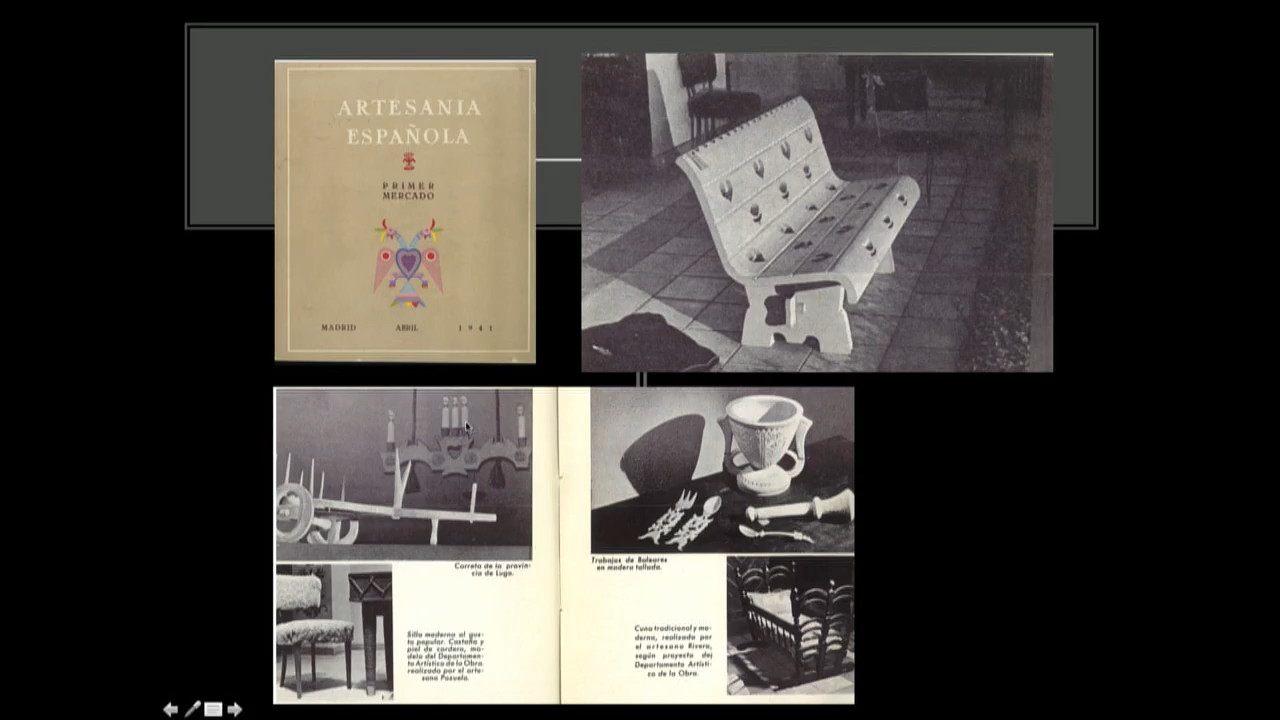 ARTESANIA
ESPAÑOLA
PRIMER
MERCADO
MADRID ABRIL 1941
Carreta de la provin-
cia de Lugo.
Silla moderna al gus-
to popular. Castaño y
piel de cordero, mo-
delo del Departamen-
to Artístico de la Obra.
realizada por el arte-
sano Pozuelo.
Trabajos de Baleares
en madera tallada.
Cuna tradicional y mo-
derna, realizada por
el artesano Rivera,
según proyecto del
Departamento Artísti-
co de la Obra.